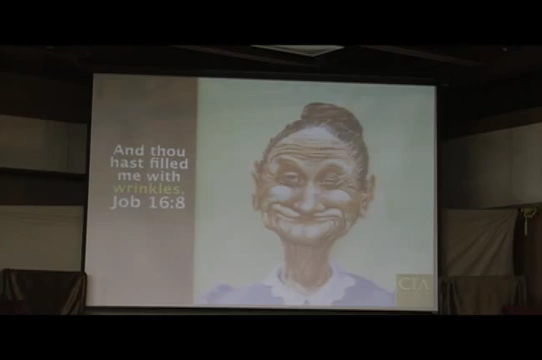 And thou
hast filled
me with
wrinkles.
Job 16:8
CIA